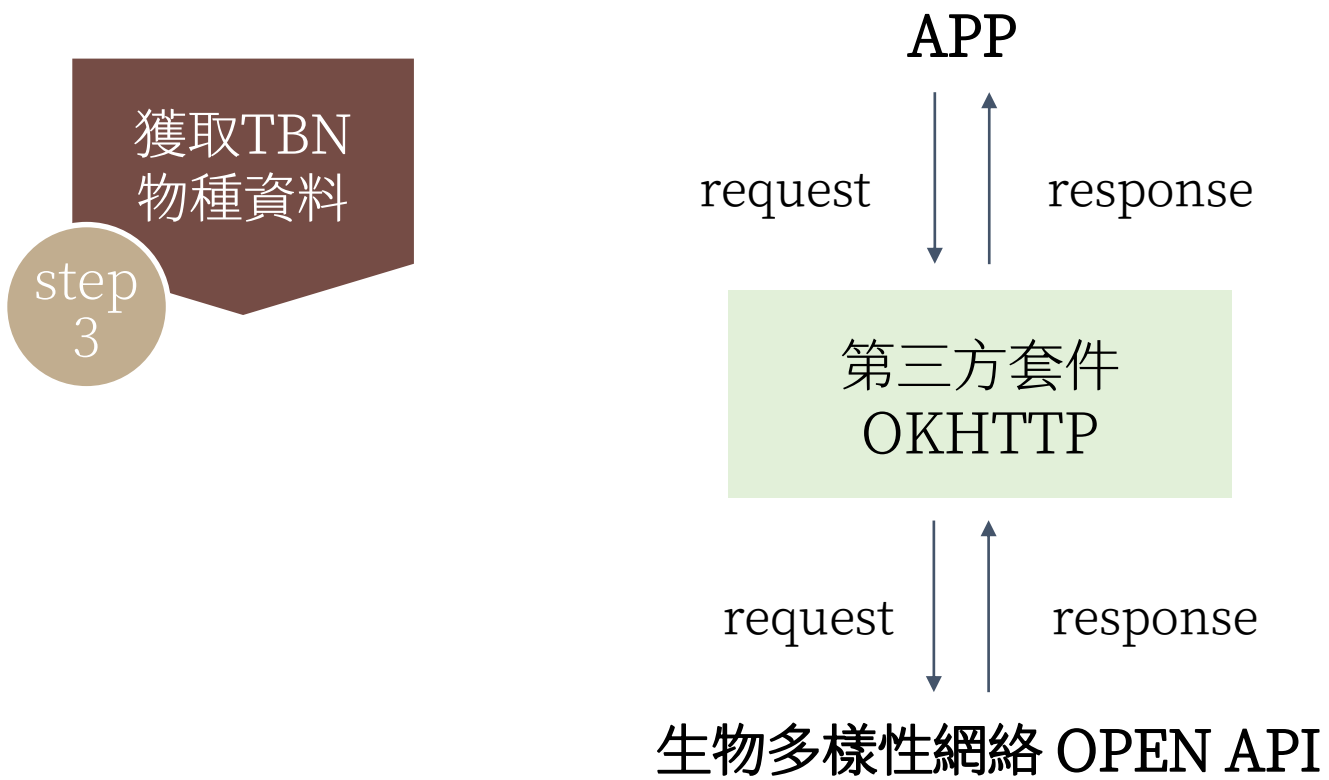 獲取TBN
物種資料
step
3
APP
request
response
第三方套件
OKHTTP
request
response
生物多樣性網絡 OPEN API